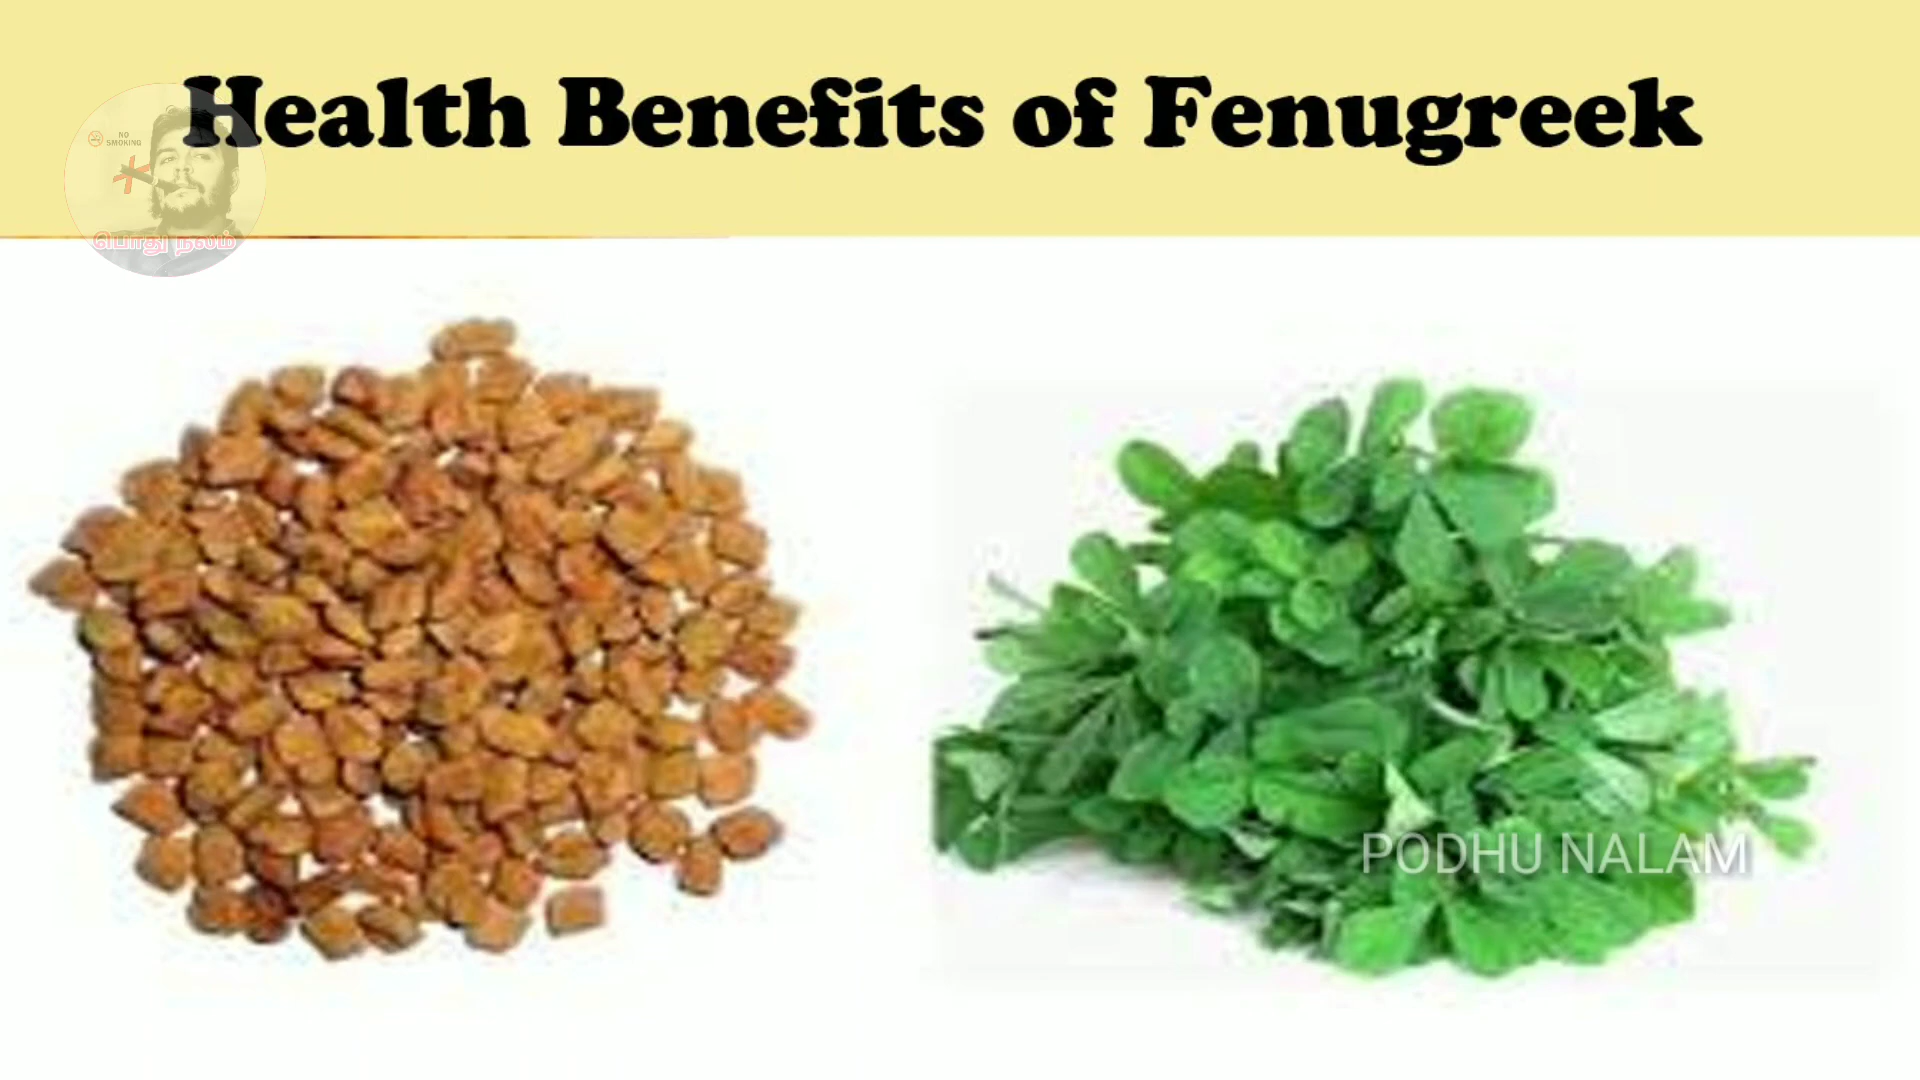 Health Benefits of Fenugreek
NO
SMOKING
பொது நலம்
PODHU NALAM